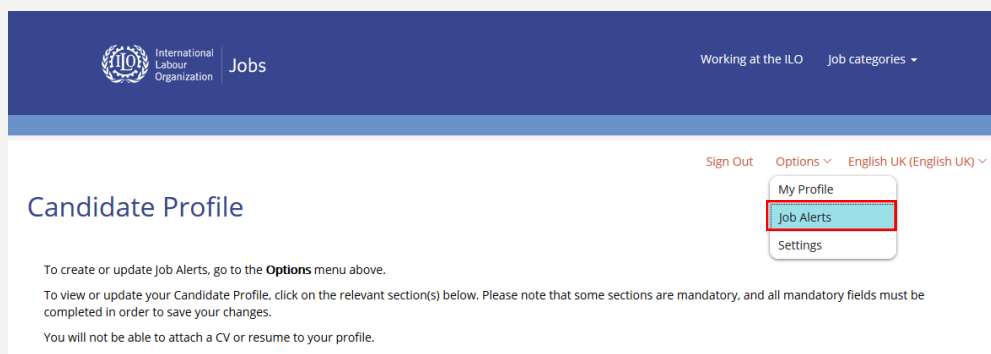 International
Labour
Organization
Jobs
Working at the ILO Job categories
Sign Out Options English UK (English UK)
My Profile
Job Alerts
Settings
Candidate Profile
To create or update Job Alerts, go to the Options menu above.
To view or update your Candidate Profile, click on the relevant section(s) below. Please note that some sections are mandatory, and all mandatory fields must be
completed in order to save your changes.
You will not be able to attach a CV or resume to your profile.